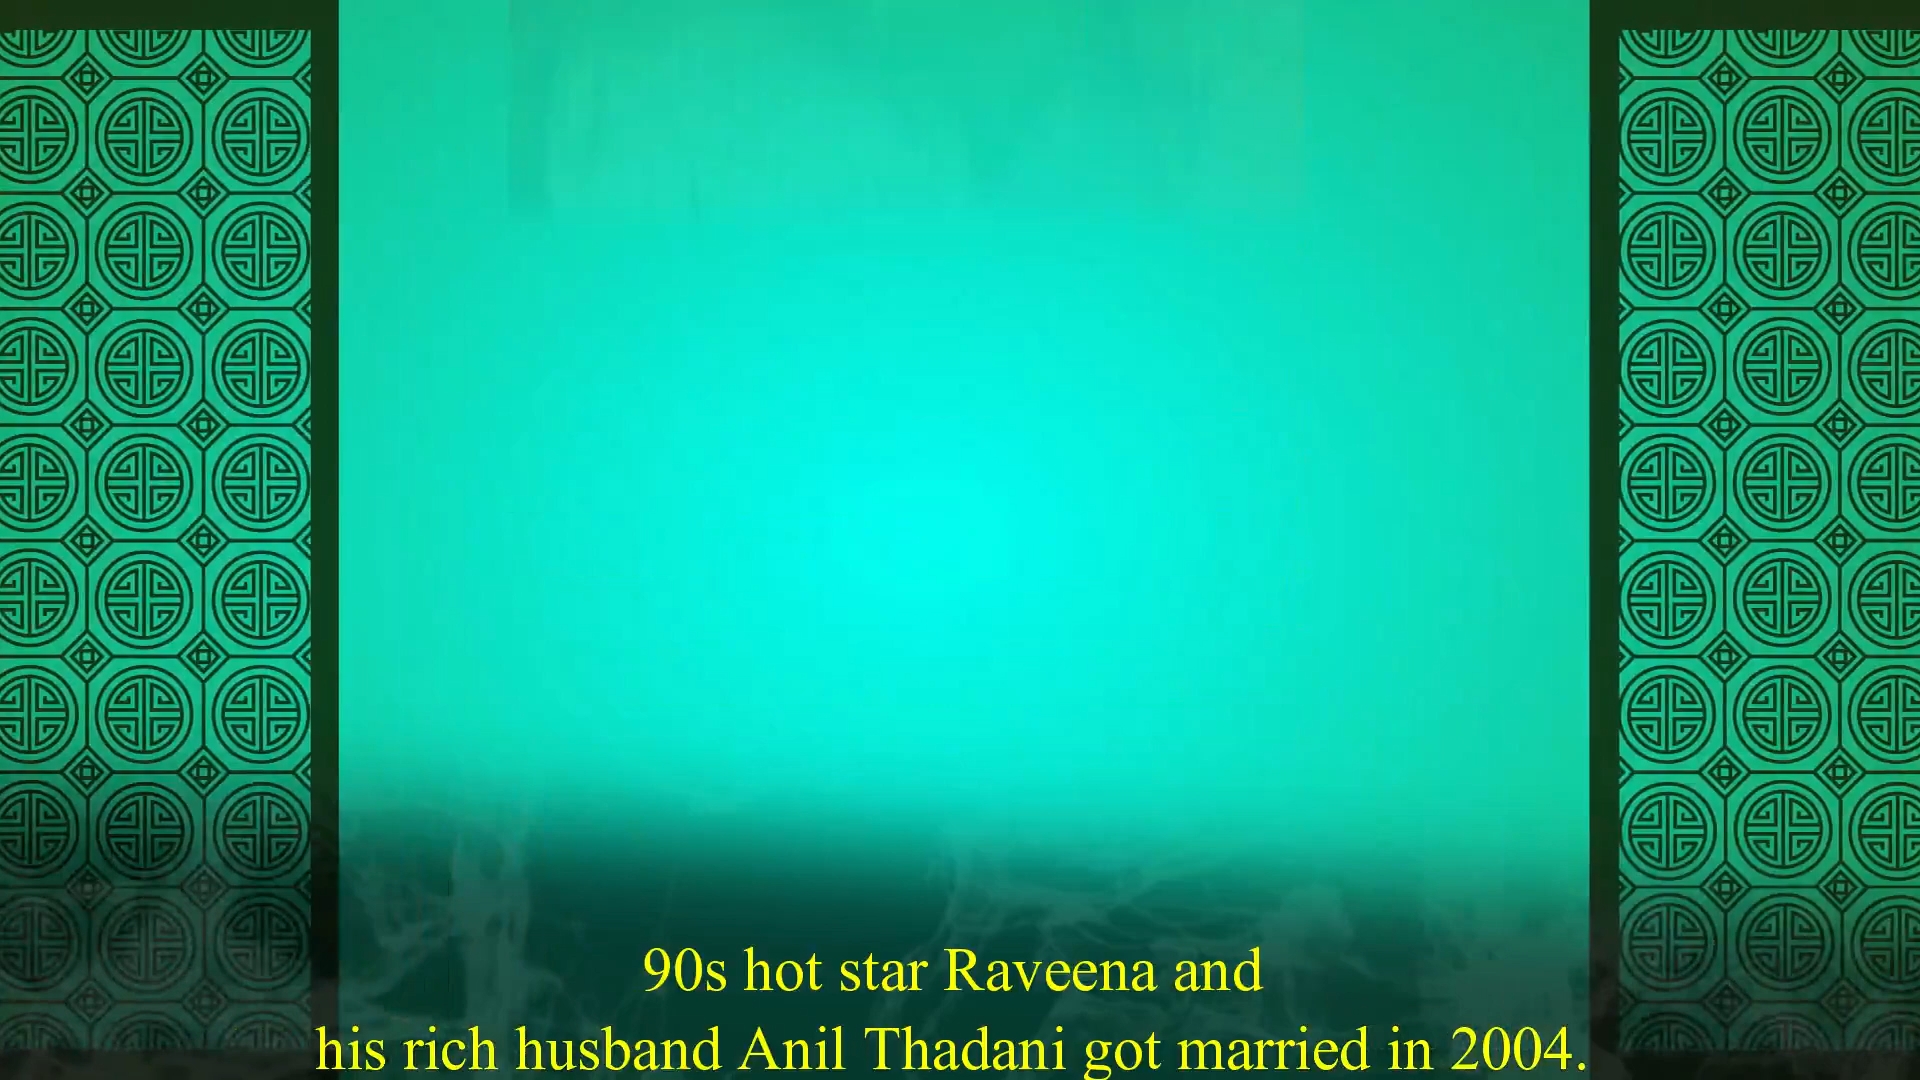 90s hot star Raveena and
his rich husband Anil Thadani got married in 2004.